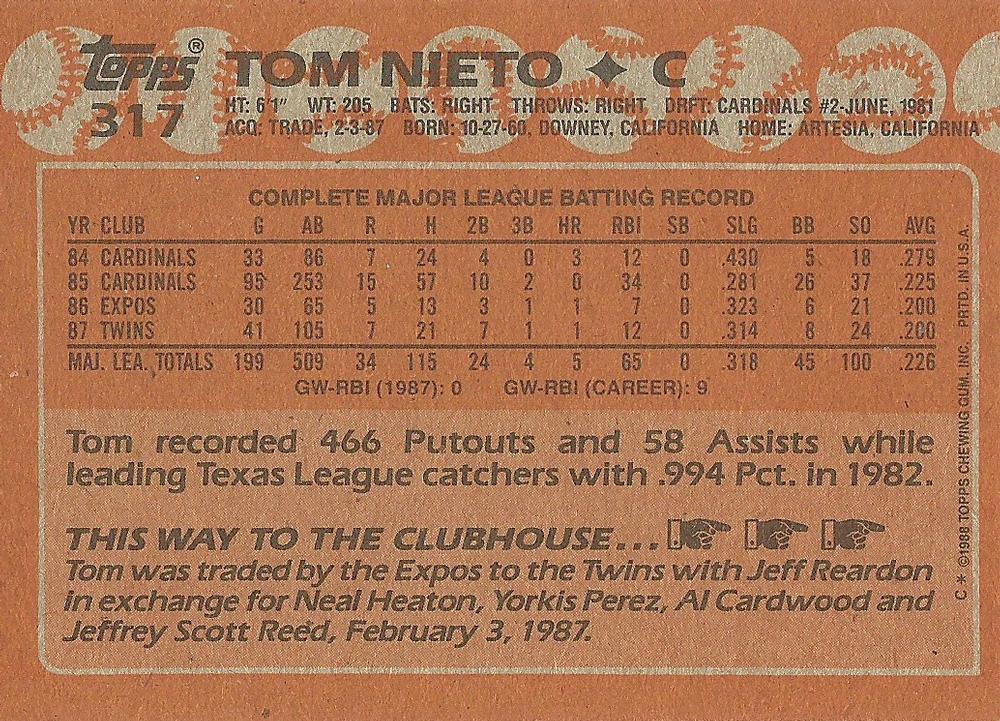 topps® TOM NIETO ✦ C
317 HT: 6'1" WT: 205 BATS: RIGHT THROWS: RIGHT DRFT: CARDINALS #2-JUNE, 1981
ACQ: TRADE, 2-3-87 BORN: 10-27-60, DOWNEY, CALIFORNIA HOME: ARTESIA, CALIFORNIA
COMPLETE MAJOR LEAGUE BATTING RECORD
YR CLUB G AB R H 2B 3B HR RBI SB SLG BB SO AVG
84 CARDINALS 33 86 7 24 4 0 3 12 0 .430 5 18 .279
85 CARDINALS 95 253 15 57 10 2 0 34 0 .281 26 37 .225
86 EXPOS 30 65 5 13 3 1 1 7 0 .323 6 21 .200
87 TWINS 41 105 7 21 7 1 1 12 0 .314 8 24 .200
MAJ. LEA. TOTALS 199 509 34 115 24 4 5 65 0 .318 45 100 .226
GW-RBI (1987): 0 GW-RBI (CAREER): 9
Tom recorded 466 Putouts and 58 Assists while
leading Texas League catchers with .994 Pct. in 1982.
THIS WAY TO THE CLUBHOUSE...
Tom was traded by the Expos to the Twins with Jeff Reardon
in exchange for Neal Heaton, Yorkis Perez, Al Cardwood and
Jeffrey Scott Reed, February 3, 1987.
C * ©1988 TOPPS CHEWING GUM, INC. PRTD. IN U.S.A.